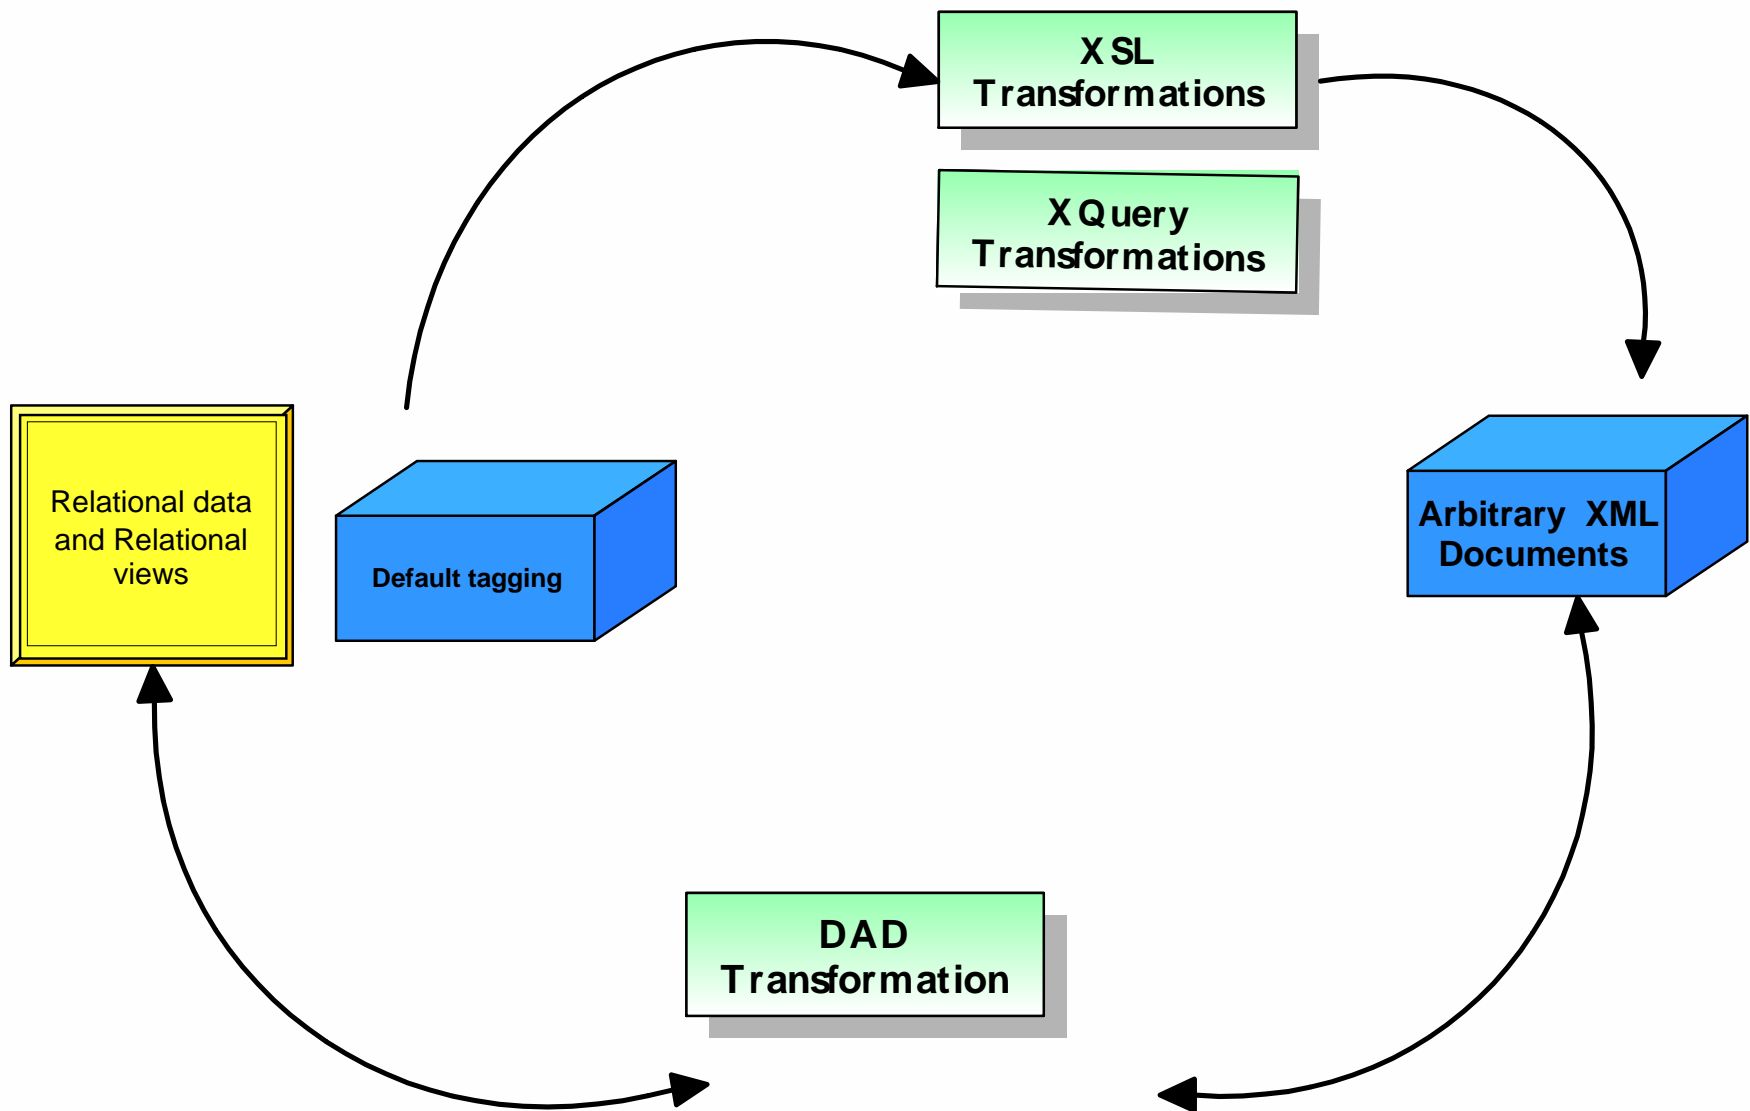 XSL
Transformations
XQuery
Transformations
Relational data
and Relational
views
Default tagging
Arbitrary XML
Documents
DAD
Transformation